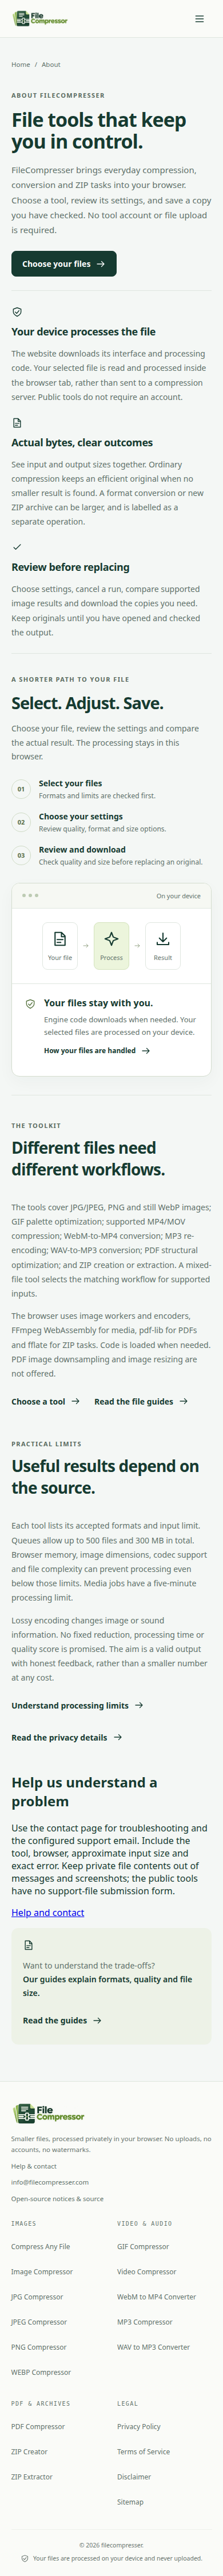 File
Compressor
Home / About
ABOUT FILECOMPRESSOR
File tools that keep
you in control.
FileCompressor brings everyday compression,
conversion and ZIP tasks into your browser.
Choose a tool, review its settings, and save a copy
you have checked. No tool account or file upload
is required.
Choose your files →
Your device processes the file
The website downloads its interface and processing
code. Your selected file is read and processed inside
the browser tab, rather than sent to a compression
server. Public tools do not require an account.
Actual bytes, clear outcomes
See input and output sizes together. Ordinary
compression keeps an efficient original when no
smaller result is found. A format conversion or new
ZIP archive can be larger, and is labelled as a
separate operation.
Review before replacing
Choose settings, cancel a run, compare supported
image results and download the copies you need.
Keep originals until you have opened and checked
the output.
A SHORTER PATH TO YOUR FILE
Select. Adjust. Save.
Choose your file, review the settings and compare
the actual result. The processing stays in this
browser.
01 Select your files
Formats and limits are checked first.
02 Choose your settings
Review quality, format and size options.
03 Review and download
Check quality and size before replacing an original.
On your device
Your file → Process → Result
Your files stay with you.
Engine code downloads when needed. Your
selected files are processed on your device.
How your files are handled →
THE TOOLKIT
Different files need
different workflows.
The tools cover JPG/JPEG, PNG and still WebP images;
GIF palette optimization; supported MP4/MOV
compression; WebM-to-MP4 conversion; MP3 re-
encoding; WAV-to-MP3 conversion; PDF structural
optimization; and ZIP creation or extraction. A mixed-
file tool selects the matching workflow for supported
inputs.
The browser uses image workers and encoders,
FFmpeg WebAssembly for media, pdf-lib for PDFs
and fflate for ZIP tasks. Code is loaded when needed.
PDF image downsampling and image resizing are
not offered.
Choose a tool → Read the file guides →
PRACTICAL LIMITS
Useful results depend on
the source.
Each tool lists its accepted formats and input limit.
Queues allow up to 500 files and 300 MB in total.
Browser memory, image dimensions, codec support
and file complexity can prevent processing even
below those limits. Media jobs have a five-minute
processing limit.
Lossy encoding changes image or sound
information. No fixed reduction, processing time or
quality score is promised. The aim is a valid output
with honest feedback, rather than a smaller number
at any cost.
Understand processing limits →
Read the privacy details →
Help us understand a
problem
Use the contact page for troubleshooting and
the configured support email. Include the
tool, browser, approximate input size and
exact error. Keep private file contents out of
messages and screenshots; the public tools
have no support-file submission form.
Help and contact
Want to understand the trade-offs?
Our guides explain formats, quality and file
size.
Read the guides →
File
Compressor
Smaller files, processed privately in your browser. No uploads, no
accounts, no watermarks.
Help & contact
info@filecompresser.com
Open-source notices & source
IMAGES
Compress Any File
Image Compressor
JPG Compressor
JPEG Compressor
PNG Compressor
WEBP Compressor
VIDEO & AUDIO
GIF Compressor
Video Compressor
WebM to MP4 Converter
MP3 Compressor
WAV to MP3 Converter
PDF & ARCHIVES
PDF Compressor
ZIP Creator
ZIP Extractor
LEGAL
Privacy Policy
Terms of Service
Disclaimer
Sitemap
© 2026 filecompresser.
Your files are processed on your device and never uploaded.